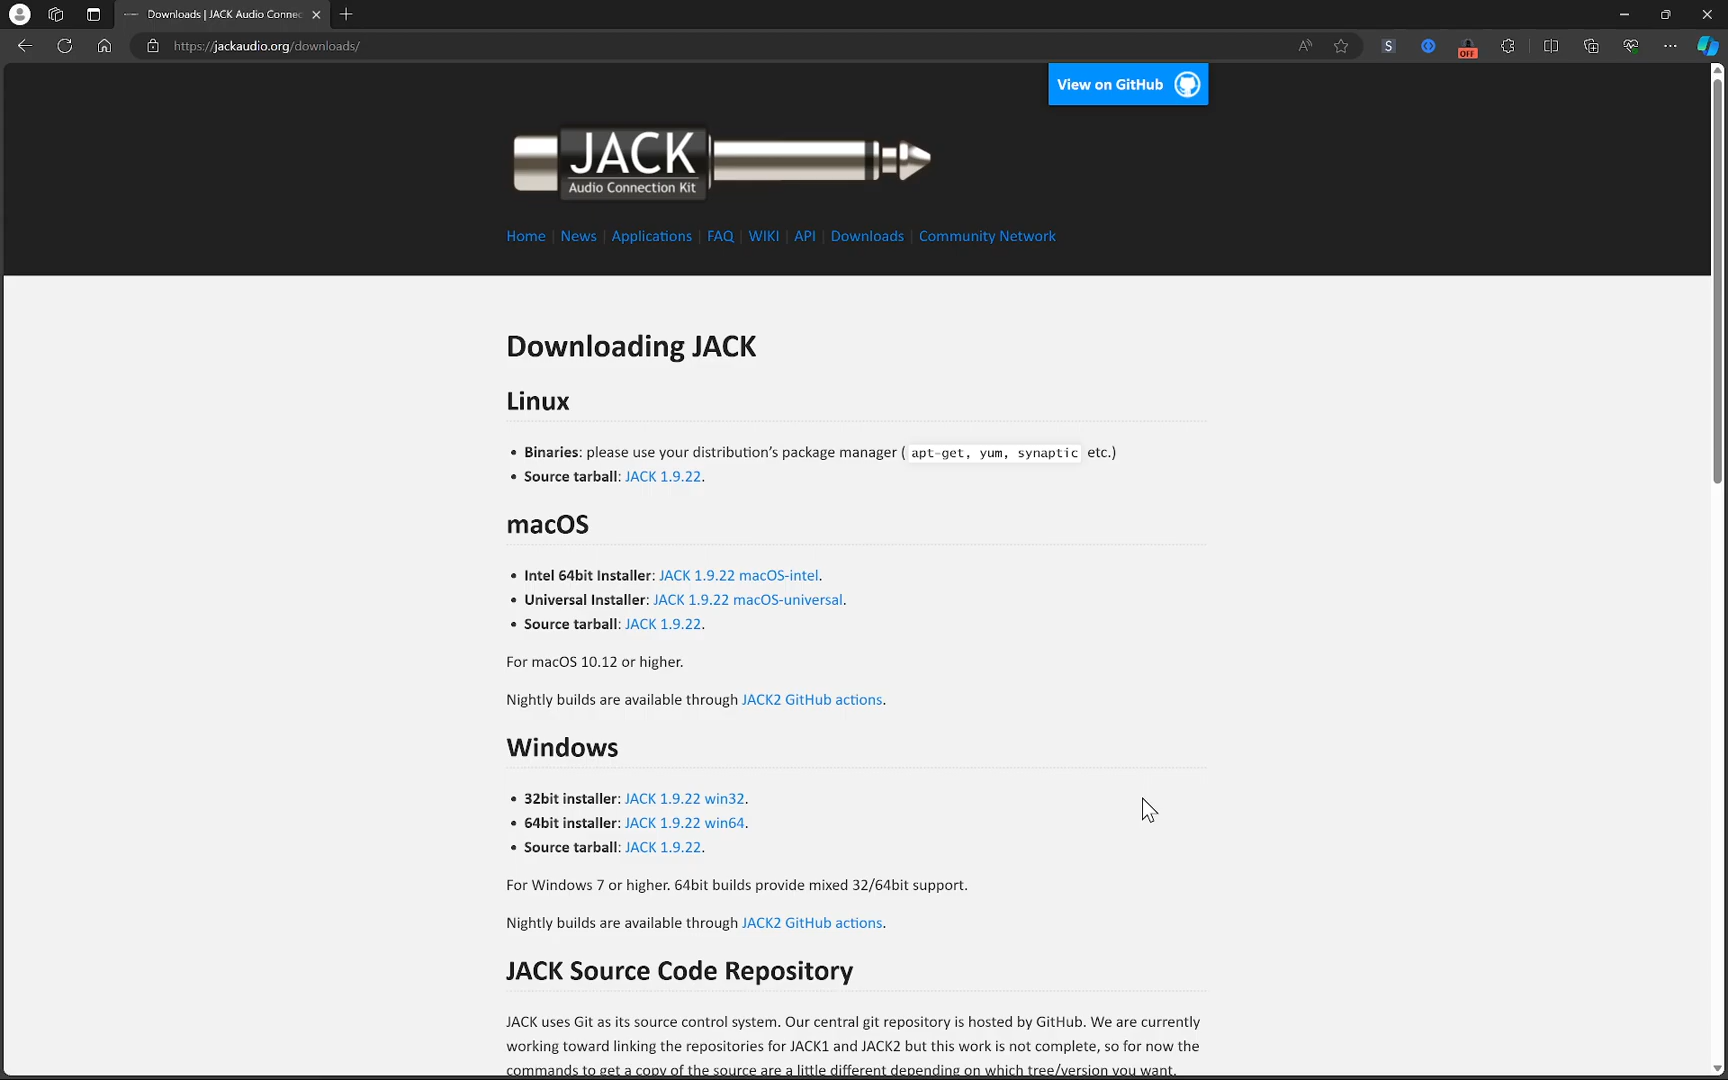 Downloads | JACK Audio Connec
https://jackaudio.org/downloads/
S
OFF
View on GitHub
JACK
Audio Connection Kit
Home | News | Applications | FAQ | WIKI | API | Downloads | Community Network
Downloading JACK
Linux
• Binaries: please use your distribution's package manager ( apt-get, yum, synaptic etc.)
• Source tarball: JACK 1.9.22.
macOS
• Intel 64bit Installer: JACK 1.9.22 macOS-intel.
• Universal Installer: JACK 1.9.22 macOS-universal.
• Source tarball: JACK 1.9.22.
For macOS 10.12 or higher.
Nightly builds are available through JACK2 GitHub actions.
Windows
• 32bit installer: JACK 1.9.22 win32.
• 64bit installer: JACK 1.9.22 win64.
• Source tarball: JACK 1.9.22.
For Windows 7 or higher. 64bit builds provide mixed 32/64bit support.
Nightly builds are available through JACK2 GitHub actions.
JACK Source Code Repository
JACK uses Git as its source control system. Our central git repository is hosted by GitHub. We are currently
working toward linking the repositories for JACK1 and JACK2 but this work is not complete, so for now the
commands to get a copy of the source are a little different depending on which tree/version you want.